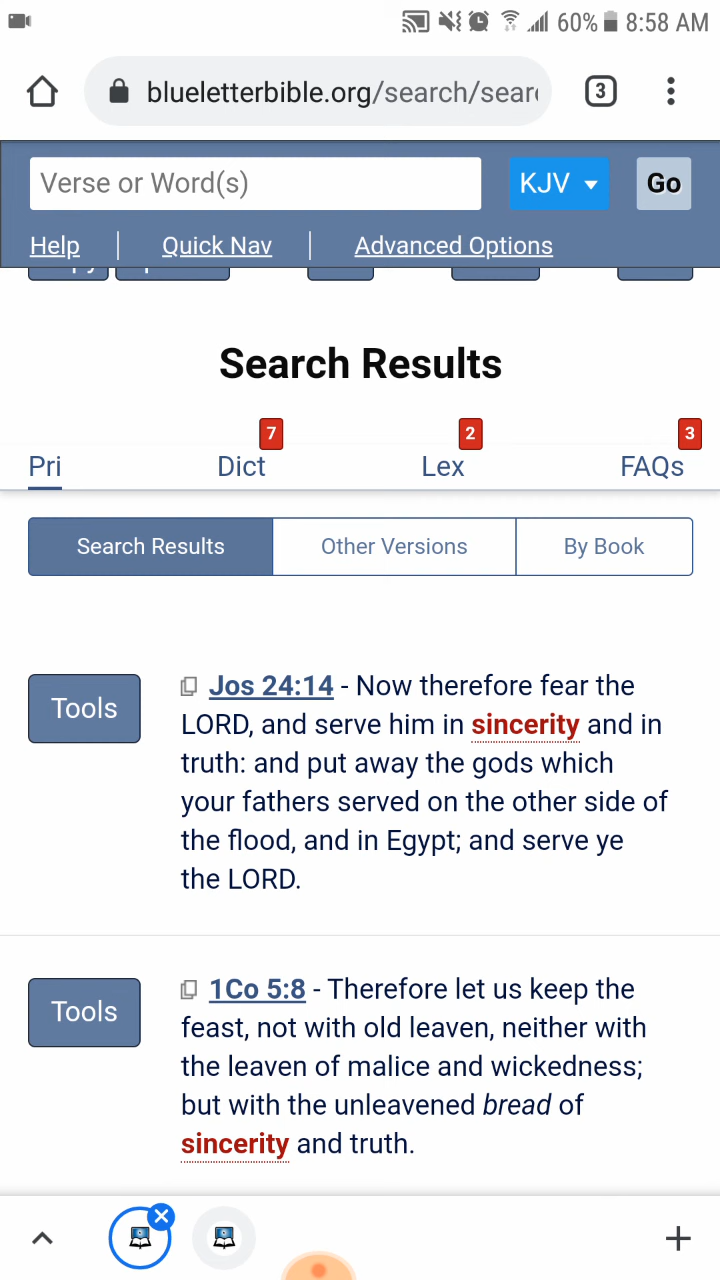 60% 8:58 AM
blueletterbible.org/search/sear
3
Verse or Word(s)
KJV
Go
Help
Quick Nav
Advanced Options
Search Results
7
2
3
Pri
Dict
Lex
FAQs
Search Results
Other Versions
By Book
Tools
Jos 24:14 - Now therefore fear the
LORD, and serve him in sincerity and in
truth: and put away the gods which
your fathers served on the other side of
the flood, and in Egypt; and serve ye
the LORD.
Tools
1Co 5:8 - Therefore let us keep the
feast, not with old leaven, neither with
the leaven of malice and wickedness;
but with the unleavened bread of
sincerity and truth.